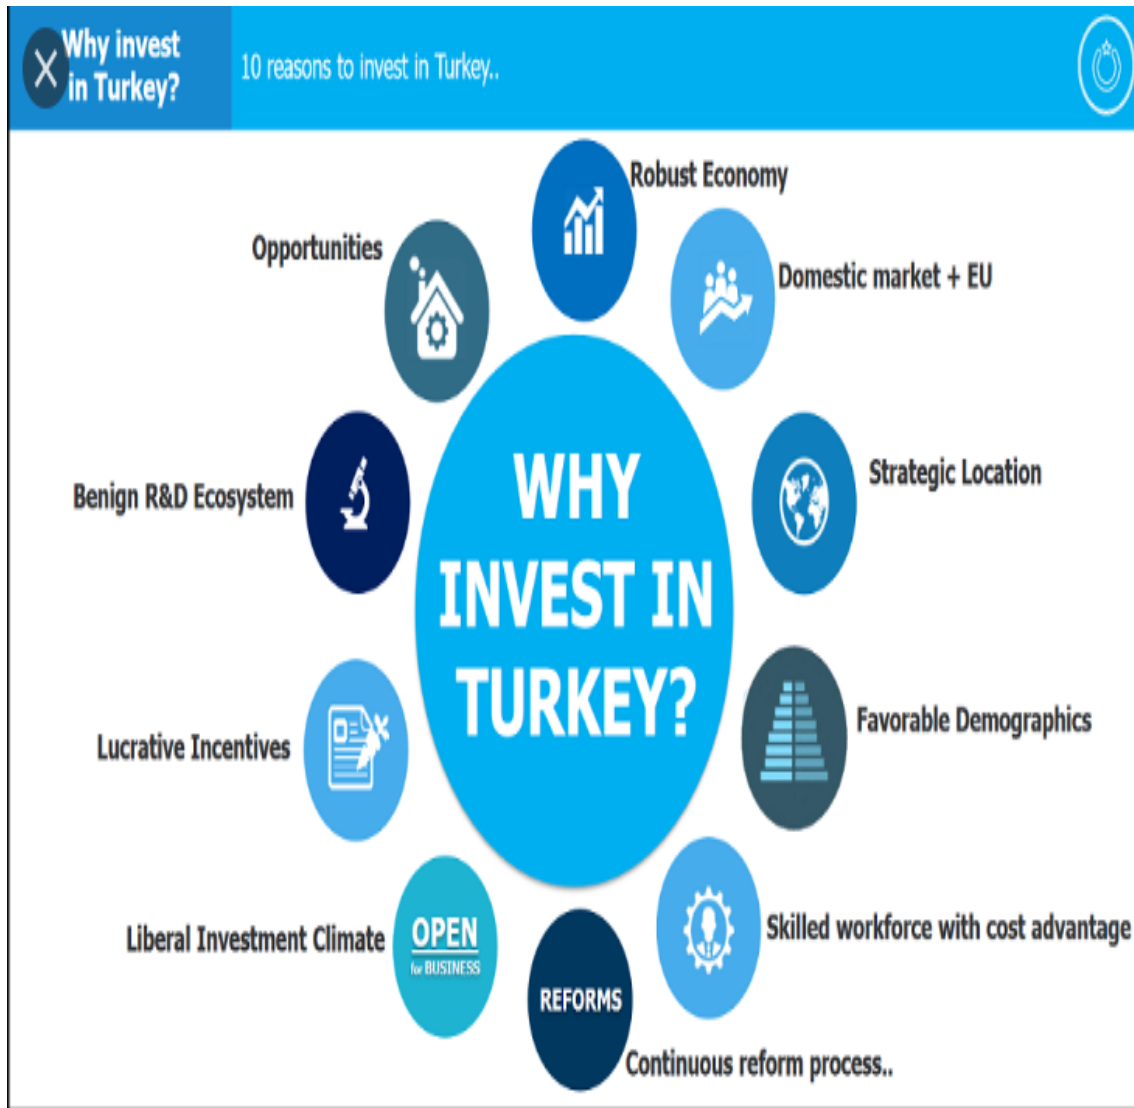 Why invest
in Turkey?
10 reasons to invest in Turkey..
Robust Economy
Opportunities
Domestic market + EU
Benign R&D Ecosystem
WHY
INVEST IN
TURKEY?
Strategic Location
Lucrative Incentives
Favorable Demographics
Liberal Investment Climate
OPEN
for BUSINESS
Skilled workforce with cost advantage
REFORMS
Continuous reform process..